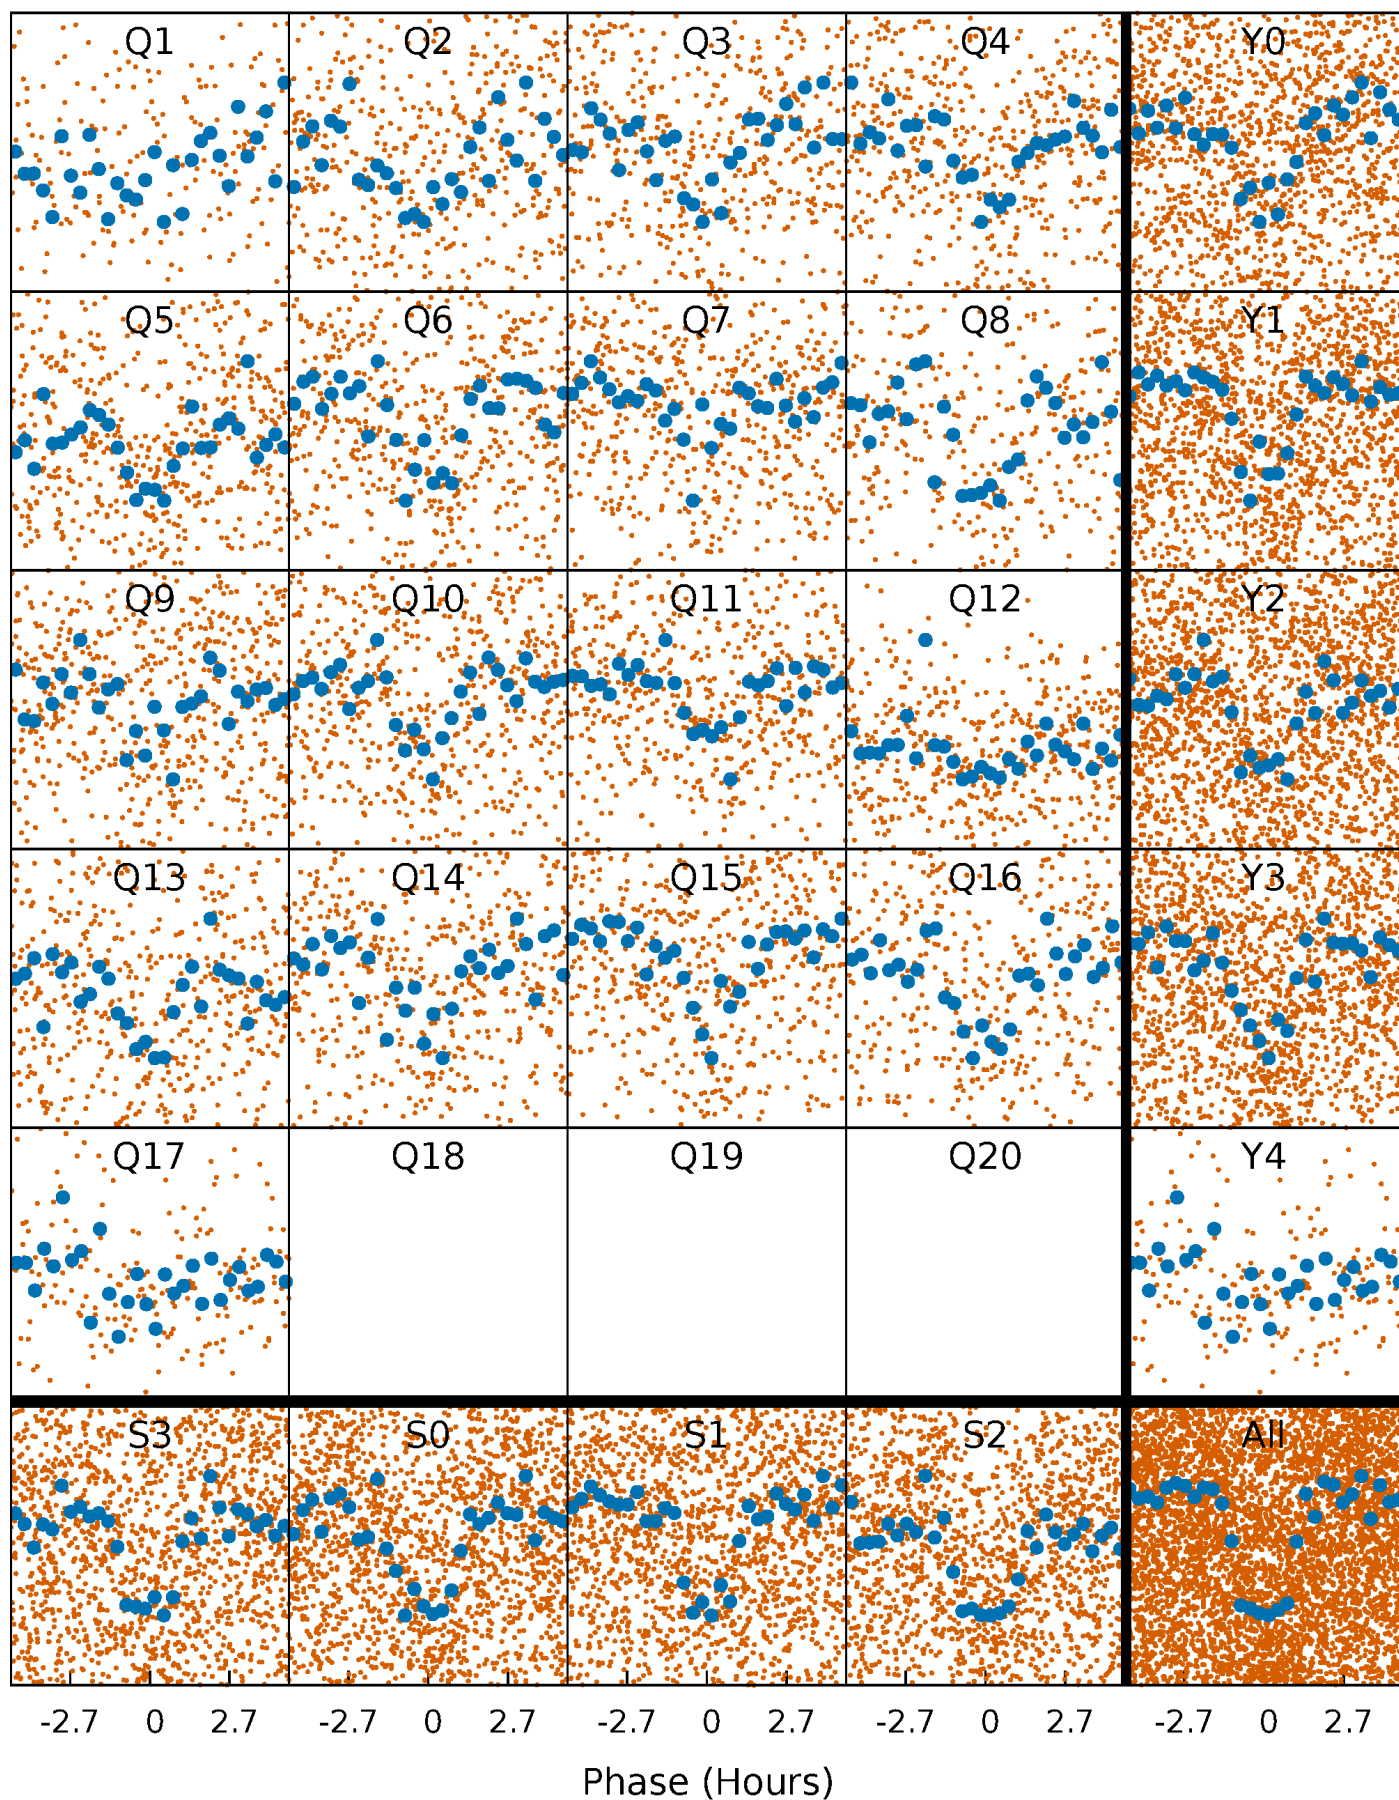 Q1 Q2 Q3 Q4 Y0
Q5 Q6 Q7 Q8 Y1
Q9 Q10 Q11 Q12 Y2
Q13 Q14 Q15 Q16 Y3
Q17 Q18 Q19 Q20 Y4
S3 S0 S1 S2 All
-2.7 0 2.7 -2.7 0 2.7 -2.7 0 2.7 -2.7 0 2.7 -2.7 0 2.7
Phase (Hours)